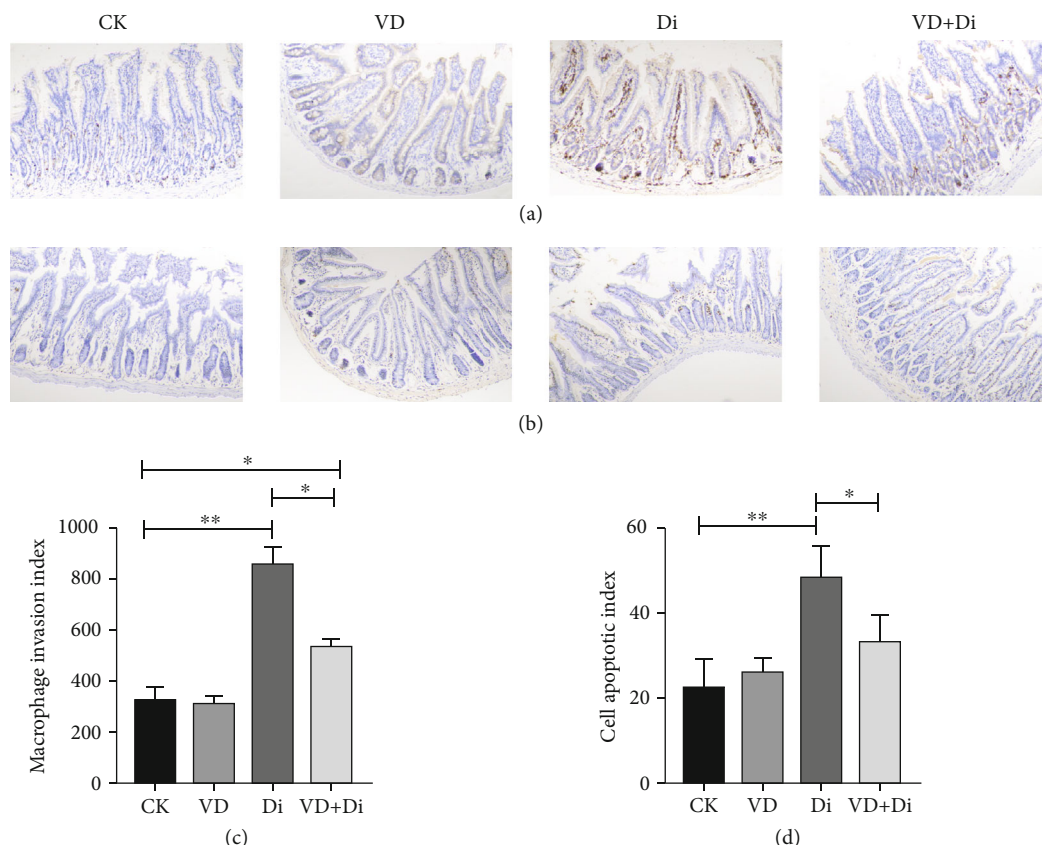 CK VD Di VD+Di
(a)
(b)
*
*
**
1000
800
600
400
200
0
Macrophage invasion index
CK VD Di VD+Di
(c)
*
**
60
40
20
0
Cell apoptotic index
CK VD Di VD+Di
(d)